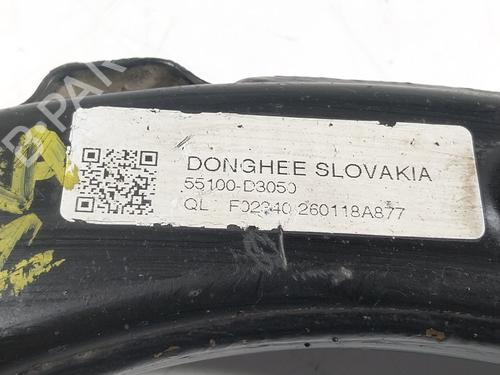 DONGHEE SLOVAKIA
55100-D3050
QL F02340 260118A877